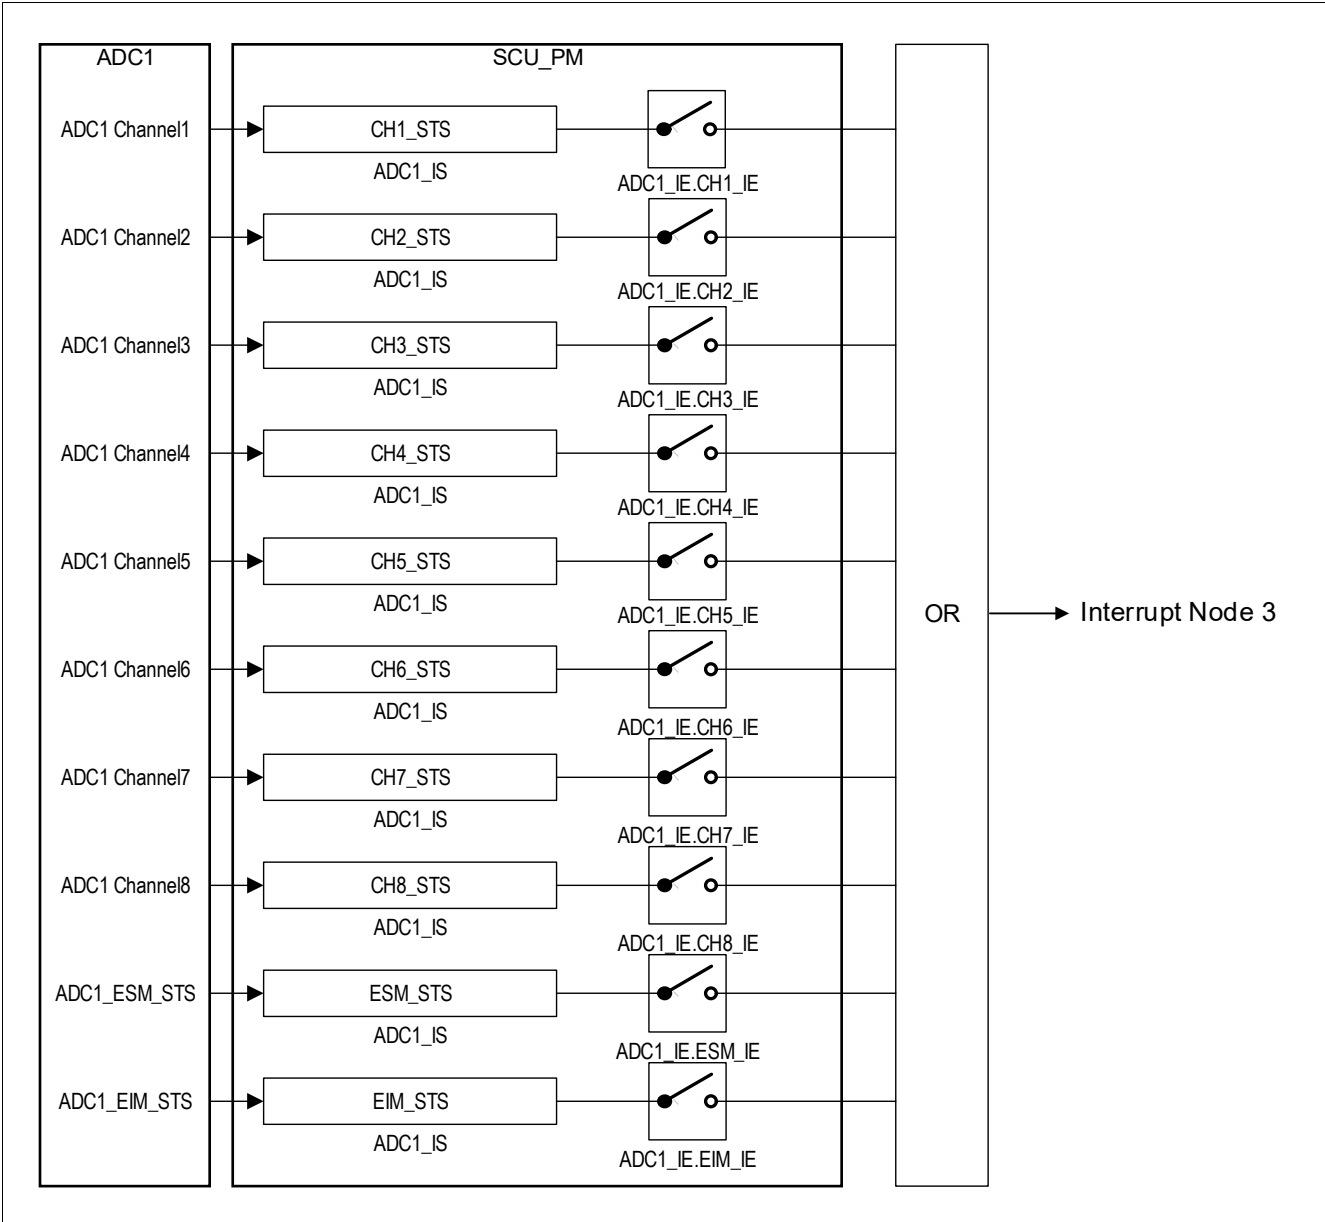 ADC1
SCU_PM
ADC1 Channel1
CH1_STS
ADC1_IS
ADC1_IE.CH1_IE
ADC1 Channel2
CH2_STS
ADC1_IS
ADC1_IE.CH2_IE
ADC1 Channel3
CH3_STS
ADC1_IS
ADC1_IE.CH3_IE
ADC1 Channel4
CH4_STS
ADC1_IS
ADC1_IE.CH4_IE
ADC1 Channel5
CH5_STS
ADC1_IS
ADC1_IE.CH5_IE
OR
Interrupt Node 3
ADC1 Channel6
CH6_STS
ADC1_IS
ADC1_IE.CH6_IE
ADC1 Channel7
CH7_STS
ADC1_IS
ADC1_IE.CH7_IE
ADC1 Channel8
CH8_STS
ADC1_IS
ADC1_IE.CH8_IE
ADC1_ESM_STS
ESM_STS
ADC1_IS
ADC1_IE.ESM_IE
ADC1_EIM_STS
EIM_STS
ADC1_IS
ADC1_IE.EIM_IE